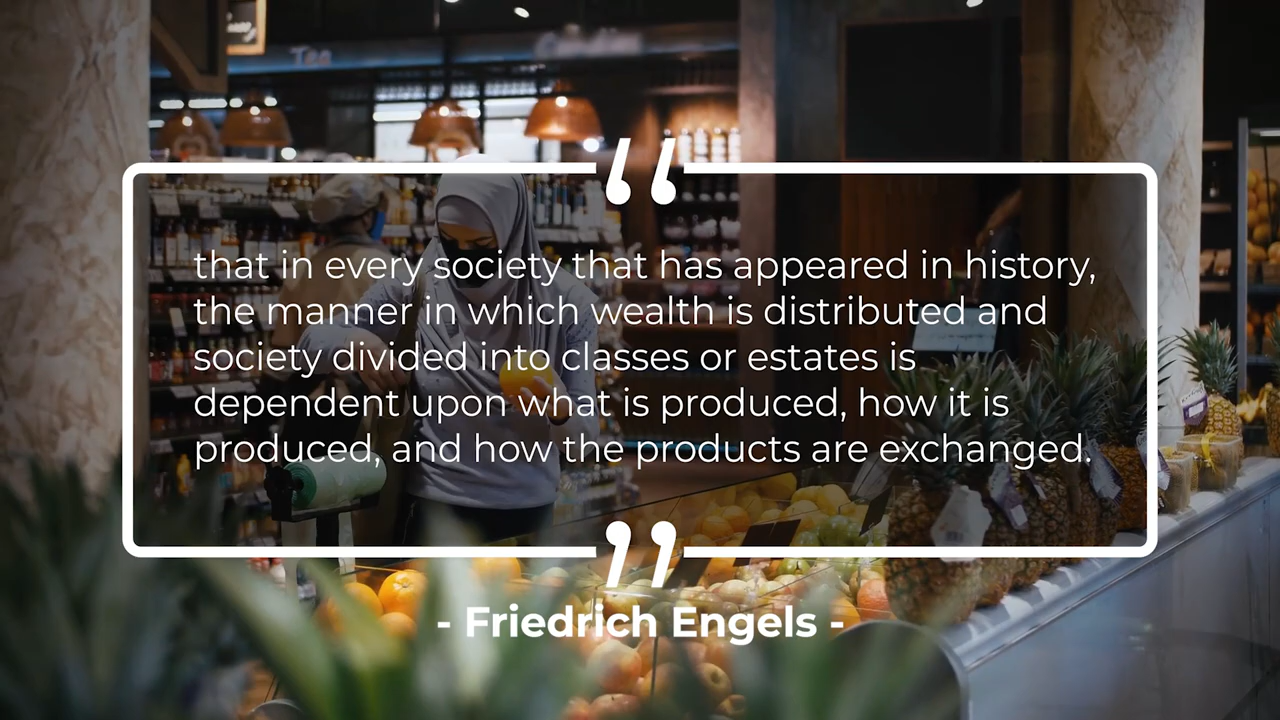 Tea
“
that in every society that has appeared in history,
the manner in which wealth is distributed and
society divided into classes or estates is
dependent upon what is produced, how it is
produced, and how the products are exchanged.
”
- Friedrich Engels -